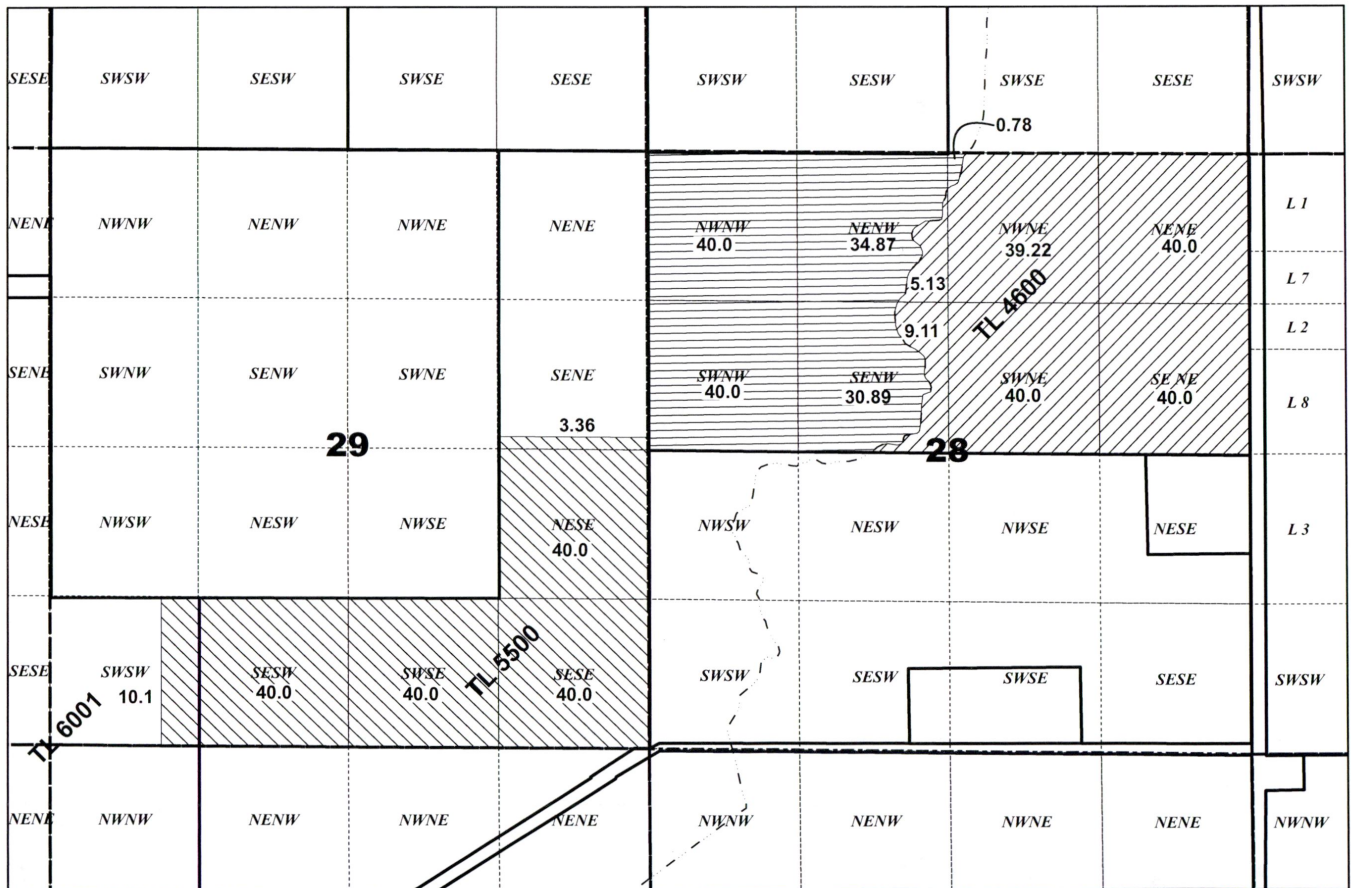 SESE SWSW SESW SWSE SESE SWSW SESW SWSE SESE SWSW
0.78
NENE NWNW NENW NWNE NENE NWNW NENW NWNE NENE L 1
40.0 34.87 39.22 40.0
5.13 L 7
TL 4600
9.11 L 2
SENE SWNW SENW SWNE SENE SWNW SENW SWNE SE NE L 8
40.0 30.89 40.0 40.0
3.36
29 28
NESE NWSW NESW NWSE NESE NWSW NESW NWSE NESE L 3
40.0
SESE SWSW SESW SWSE SESE SWSW SESW SWSE SESE SWSW
10.1 40.0 40.0 40.0
TL 5500
TL 6001
NENE NWNW NENW NWNE NENE NWNW NENW NWNE NENE NWNW